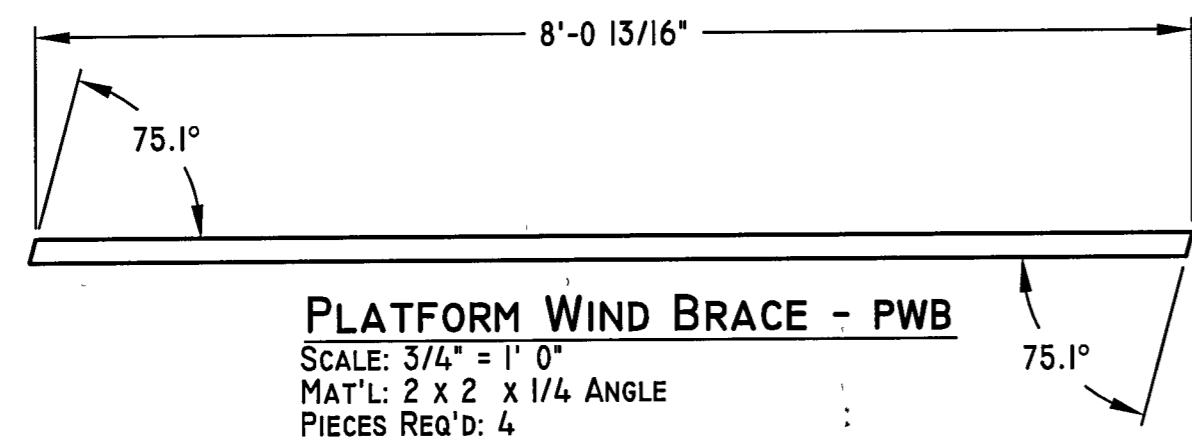 8'-0 13/16"
75.1°
PLATFORM WIND BRACE - PWB
SCALE: 3/4" = 1' 0"
MAT'L: 2 X 2 X 1/4 ANGLE
PIECES REQ'D: 4
75.1°